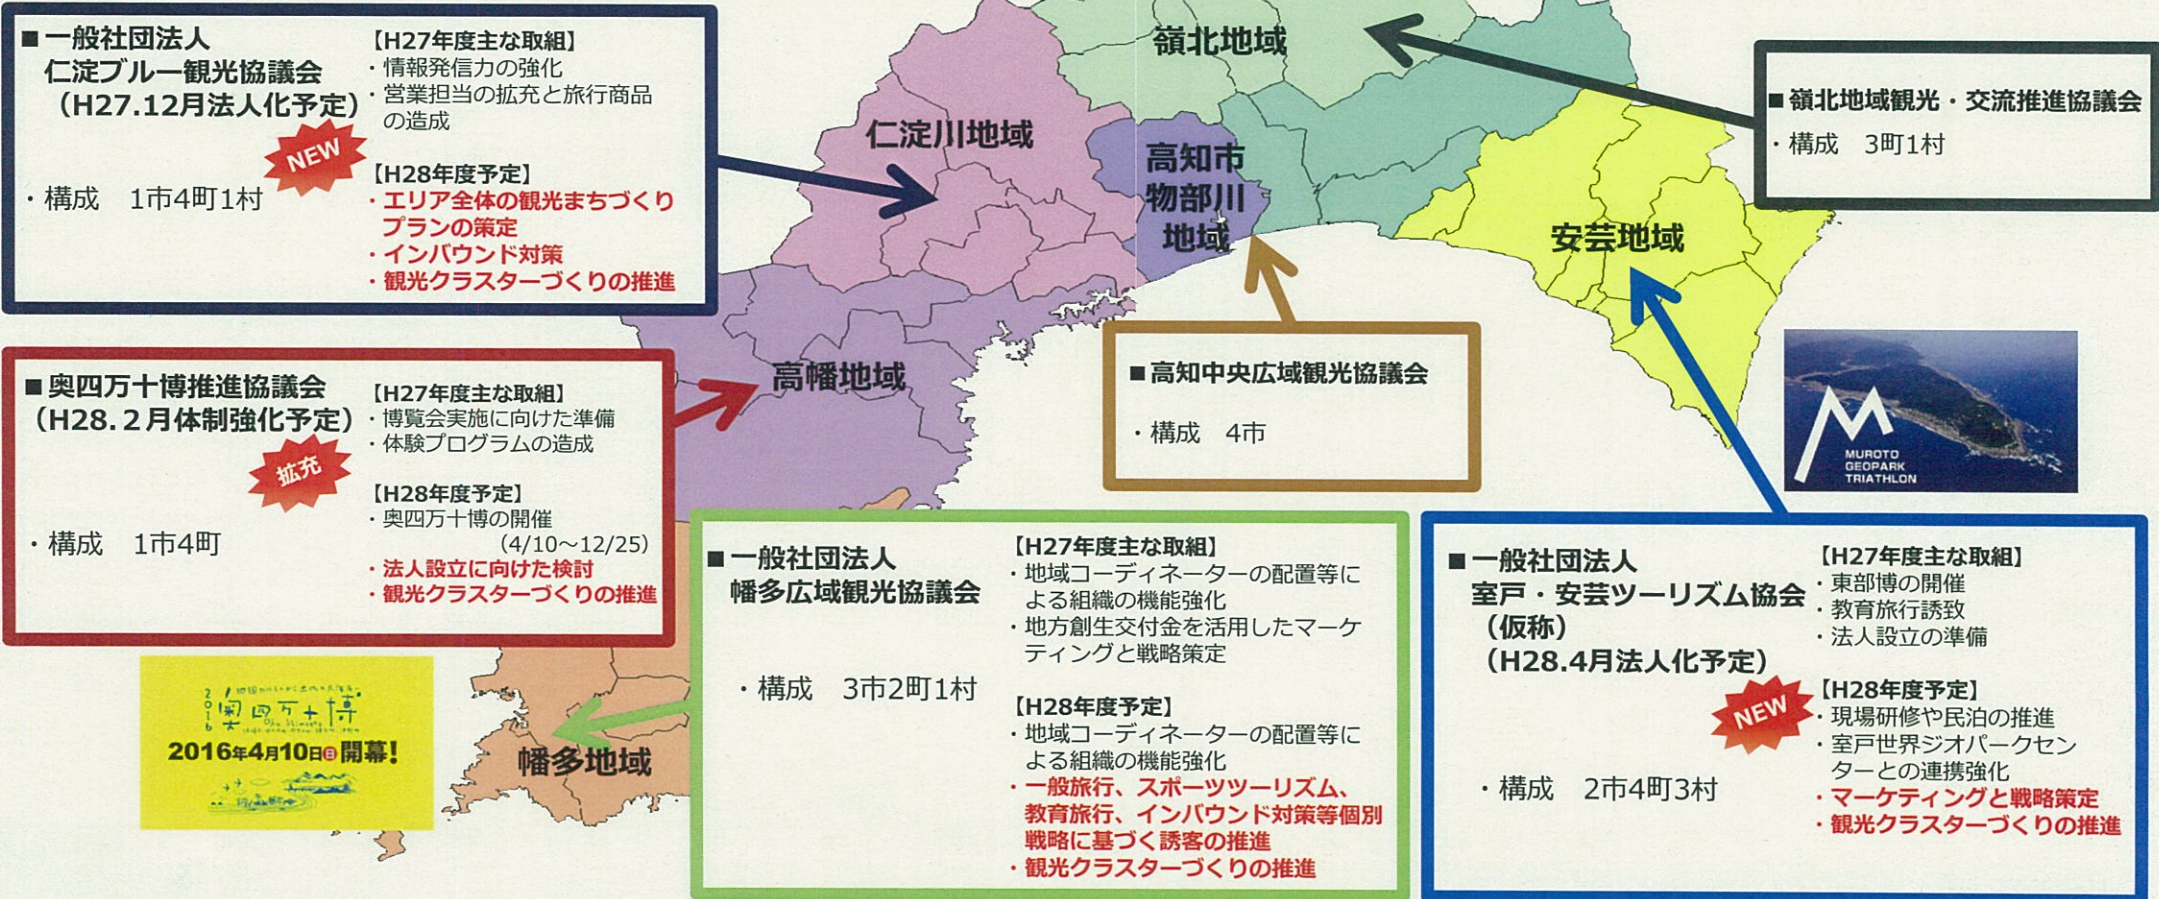 ■一般社団法人
仁淀ブルー観光協議会
（H27.12月法人化予定）
NEW
・構成　1市4町1村
【H27年度主な取組】
・情報発信力の強化
・営業担当の拡充と旅行商品
の造成
【H28年度予定】
・エリア全体の観光まちづくり
プランの策定
・インバウンド対策
・観光クラスターづくりの推進
嶺北地域
仁淀川地域
高知市
物部川
地域
安芸地域
高幡地域
幡多地域
■嶺北地域観光・交流推進協議会
・構成　3町1村
■奥四万十博推進協議会
（H28.２月体制強化予定）
拡充
・構成　1市4町
【H27年度主な取組】
・博覧会実施に向けた準備
・体験プログラムの造成
【H28年度予定】
・奥四万十博の開催
（4/10～12/25）
・法人設立に向けた検討
・観光クラスターづくりの推進
■高知中央広域観光協議会
・構成　4市
MUROTO
GEOPARK
TRIATHLON
2016
奥四万十博
2016年4月10日㊐開幕!
■一般社団法人
幡多広域観光協議会
・構成　3市2町1村
【H27年度主な取組】
・地域コーディネーターの配置等に
よる組織の機能強化
・地方創生交付金を活用したマーケ
ティングと戦略策定
【H28年度予定】
・地域コーディネーターの配置等に
よる組織の機能強化
・一般旅行、スポーツツーリズム、
教育旅行、インバウンド対策等個別
戦略に基づく誘客の推進
・観光クラスターづくりの推進
■一般社団法人
室戸・安芸ツーリズム協会
（仮称）
（H28.4月法人化予定）
NEW
・構成　2市4町3村
【H27年度主な取組】
・東部博の開催
・教育旅行誘致
・法人設立の準備
【H28年度予定】
・現場研修や民泊の推進
・室戸世界ジオパークセン
ターとの連携強化
・マーケティングと戦略策定
・観光クラスターづくりの推進